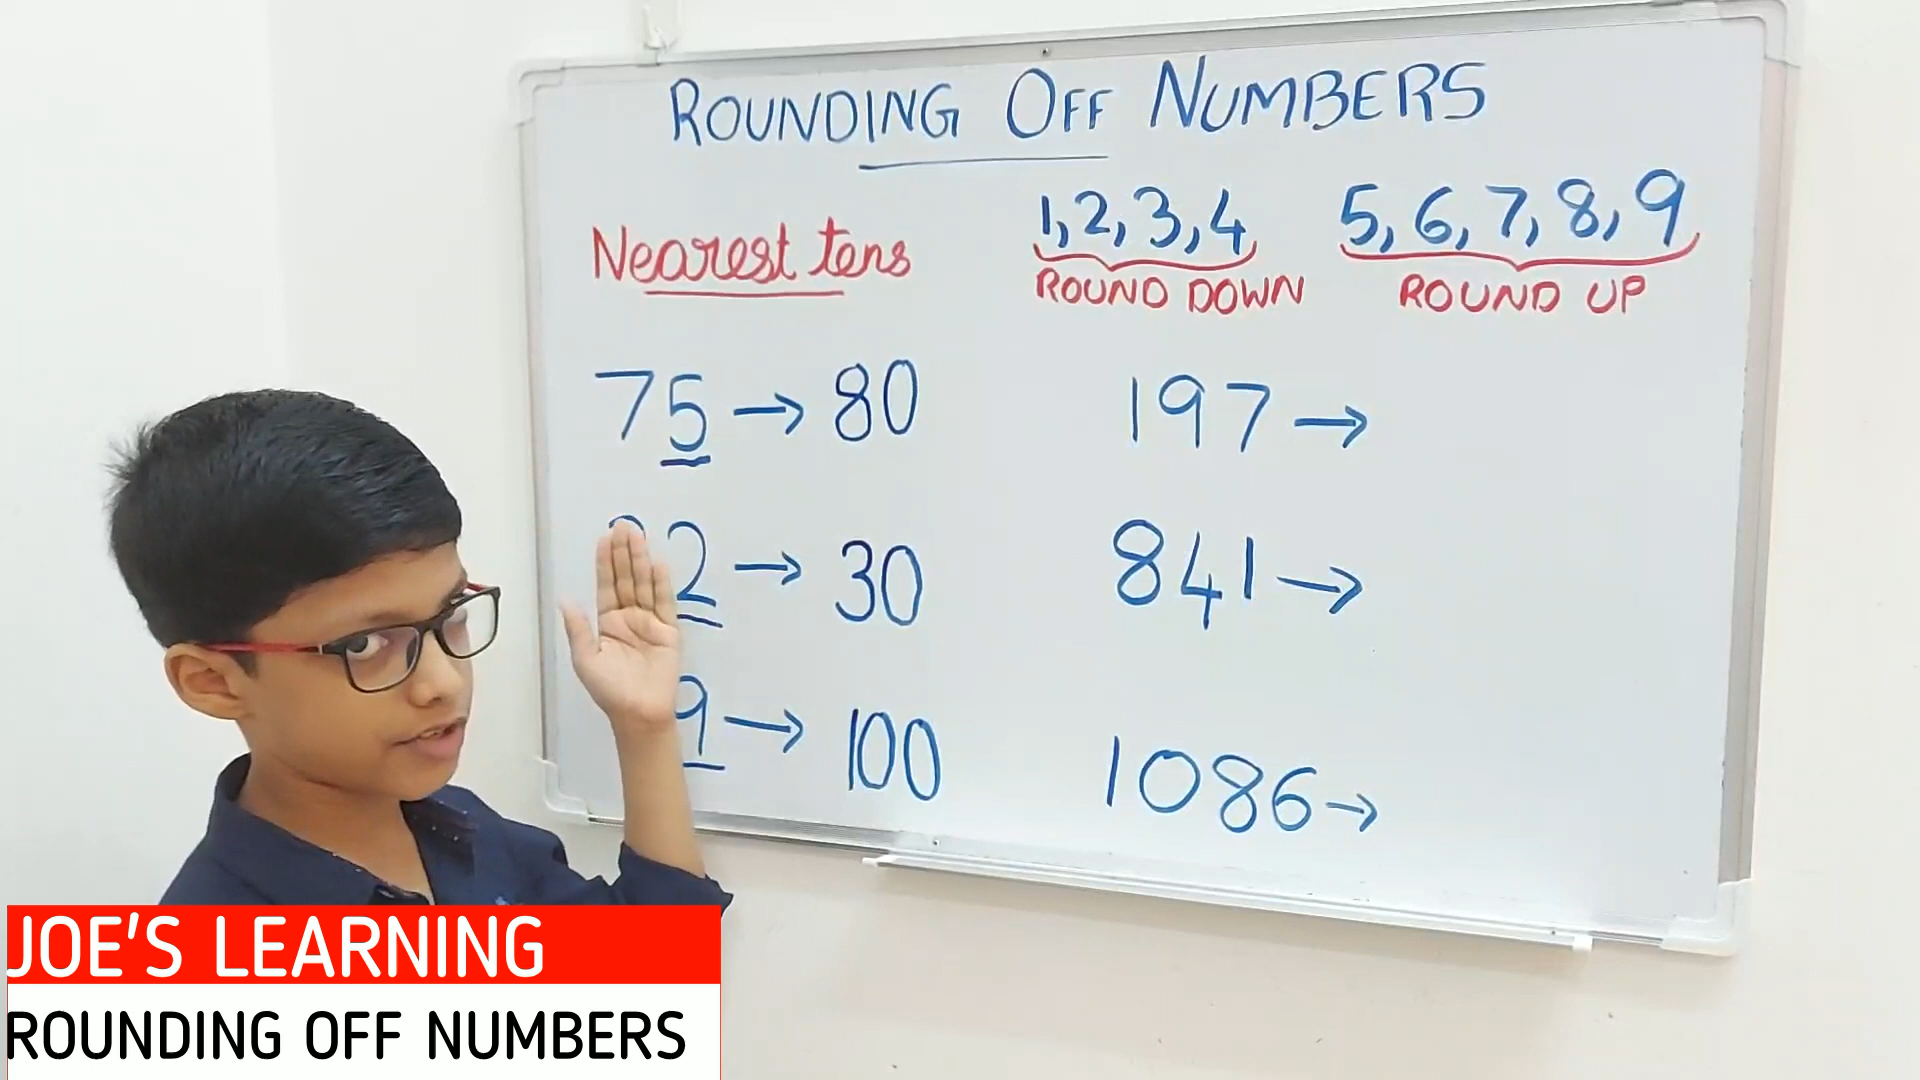 ROUNDING OFF NUMBERS
Nearest tens
1, 2, 3, 4
ROUND DOWN
5, 6, 7, 8, 9
ROUND UP
75 → 80
2 → 30
9 → 100
197 →
841 →
1086 →
JOE'S LEARNING
ROUNDING OFF NUMBERS